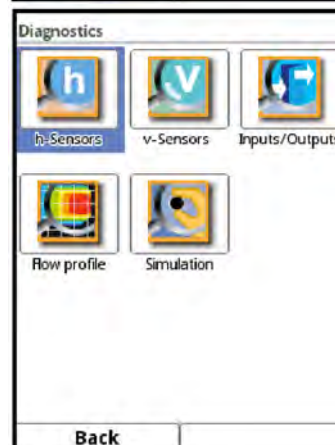 Diagnostics
h
V
h-Sensors
v-Sensors
Inputs/Outputs
Flow profile
Simulation
Back